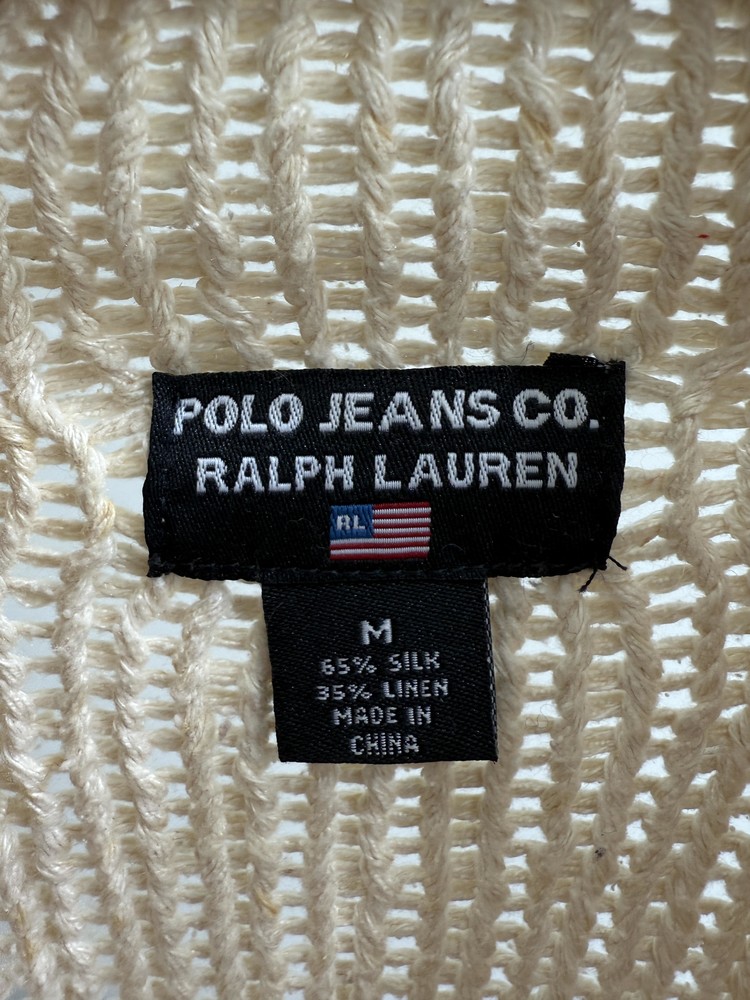 POLO JEANS CO.
RALPH LAUREN
RL
M
65% SILK
35% LINEN
MADE IN
CHINA